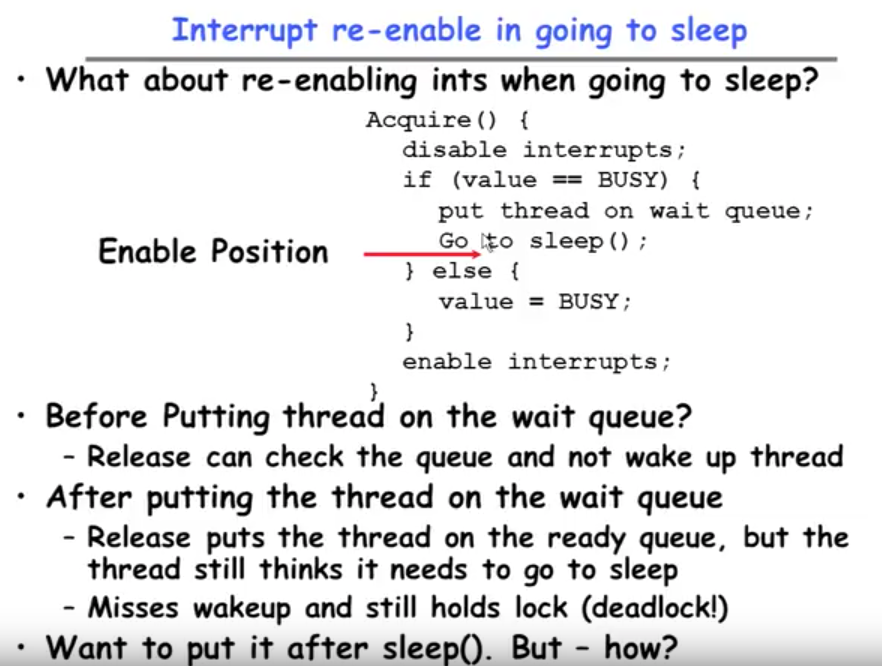 Interrupt re-enable in going to sleep
• What about re-enabling ints when going to sleep?
Acquire() {
disable interrupts;
if (value == BUSY) {
put thread on wait queue;
Go to sleep();
Enable Position
} else {
value = BUSY;
}
enable interrupts;
}
• Before Putting thread on the wait queue?
– Release can check the queue and not wake up thread
• After putting the thread on the wait queue
– Release puts the thread on the ready queue, but the
thread still thinks it needs to go to sleep
– Misses wakeup and still holds lock (deadlock!)
• Want to put it after sleep(). But – how?